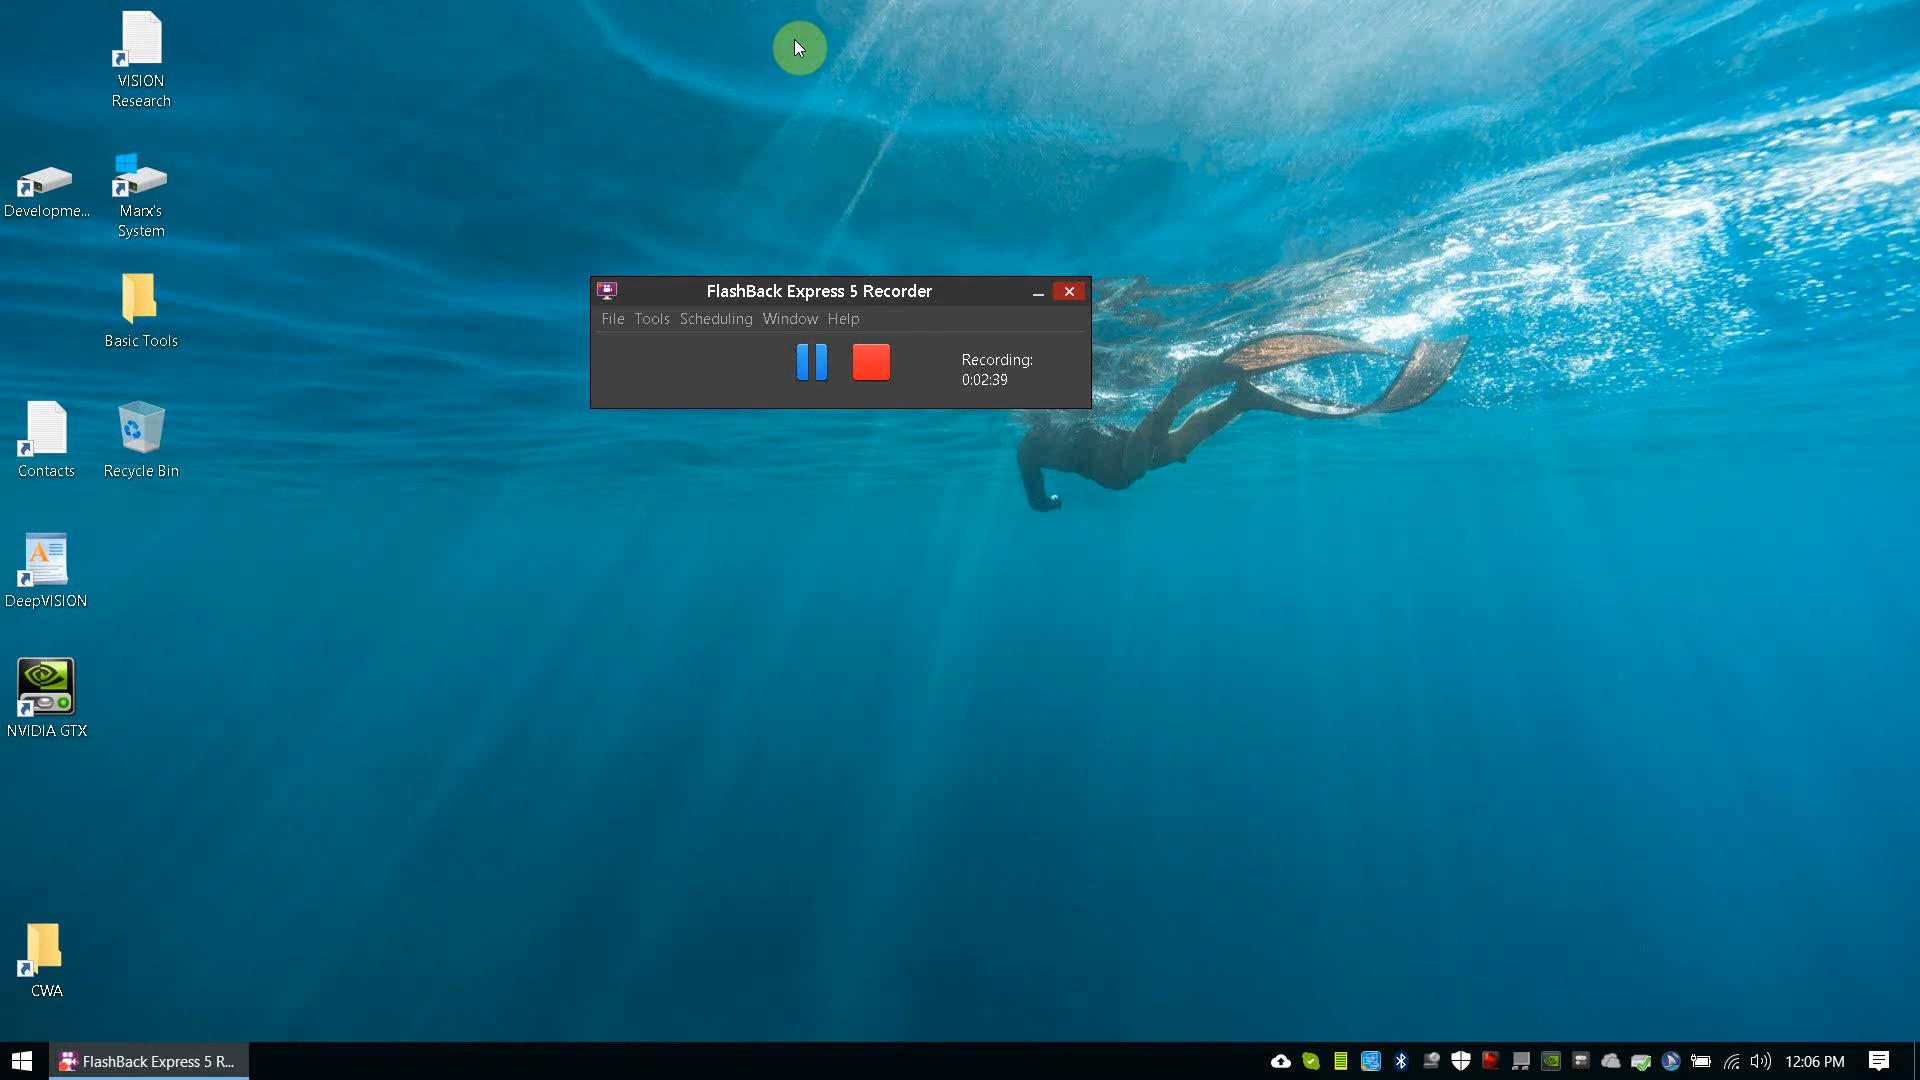 VISION
Research
Developme...
Marx's
System
Basic Tools
Contacts
Recycle Bin
DeepVISION
NVIDIA GTX
CWA
FlashBack Express 5 Recorder
File Tools Scheduling Window Help
Recording:
0:02:39
FlashBack Express 5 R...
12:06 PM